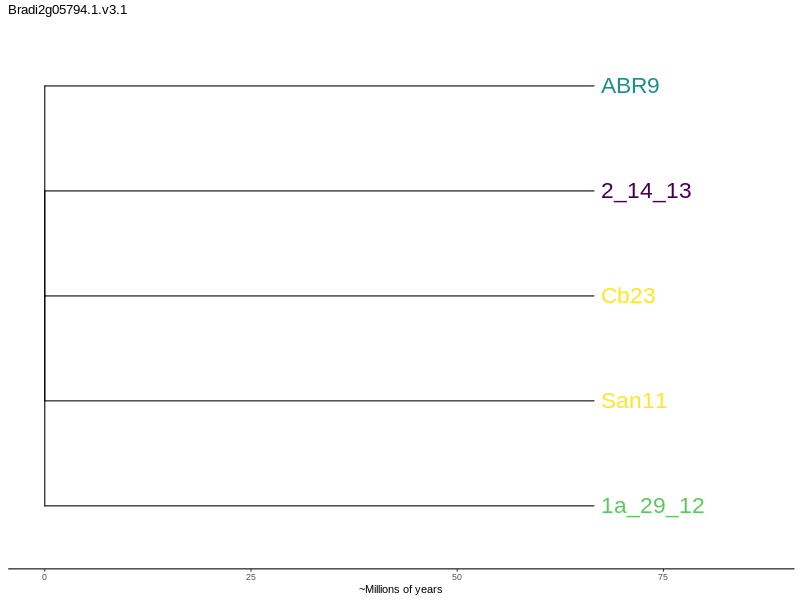 Bradi2g05794.1.v3.1
ABR9
2_14_13
Cb23
San11
1a_29_12
0 25 50 75
~Millions of years